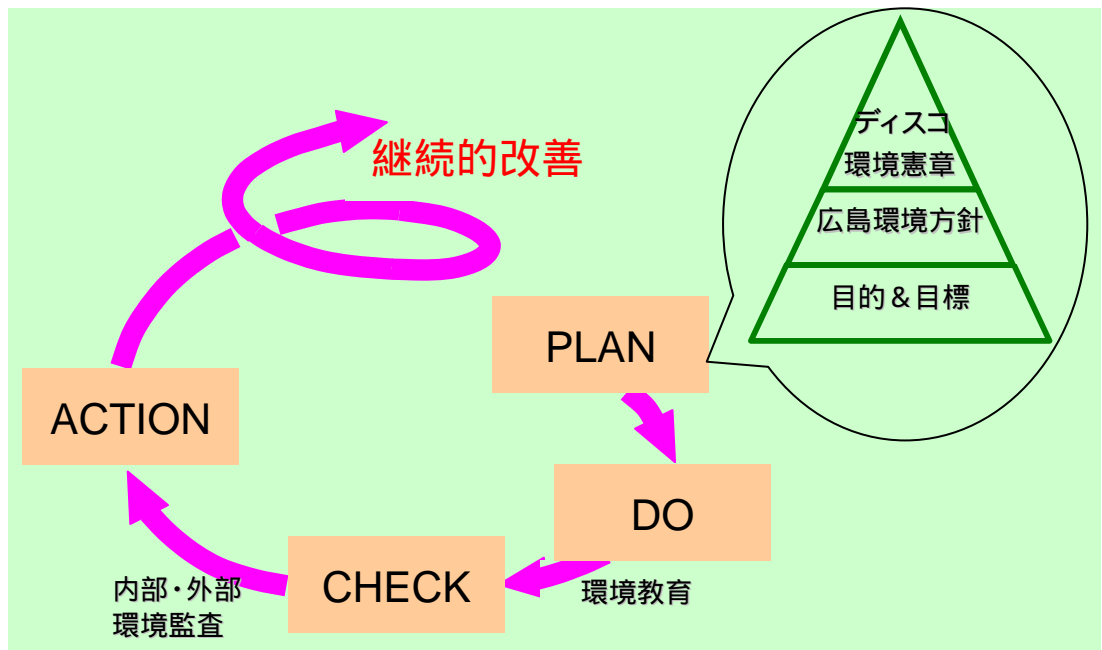 ディスコ
環境憲章
広島環境方針
目的＆目標
継続的改善
PLAN
DO
環境教育
CHECK
内部・外部
環境監査
ACTION